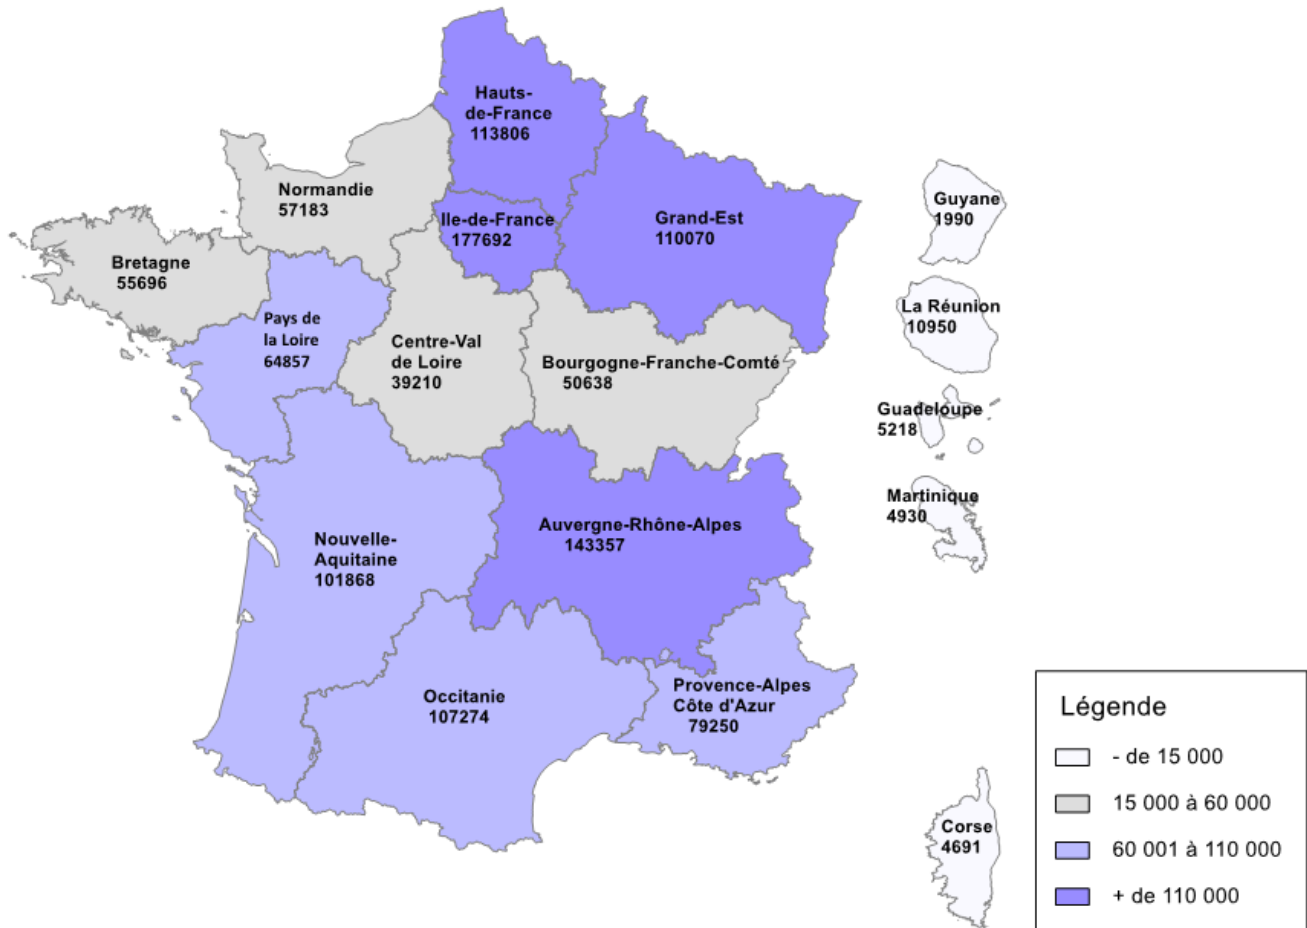 Hauts-
de-France
113806
Normandie
57183
Ile-de-France
177692
Grand-Est
110070
Guyane
1990
Bretagne
55696
Pays de
la Loire
64857
Centre-Val
de Loire
39210
Bourgogne-Franche-Comté
50638
La Réunion
10950
Guadeloupe
5218
Martinique
4930
Nouvelle-
Aquitaine
101868
Auvergne-Rhône-Alpes
143357
Occitanie
107274
Provence-Alpes
Côte d'Azur
79250
Corse
4691
Légende
- de 15 000
15 000 à 60 000
60 001 à 110 000
+ de 110 000